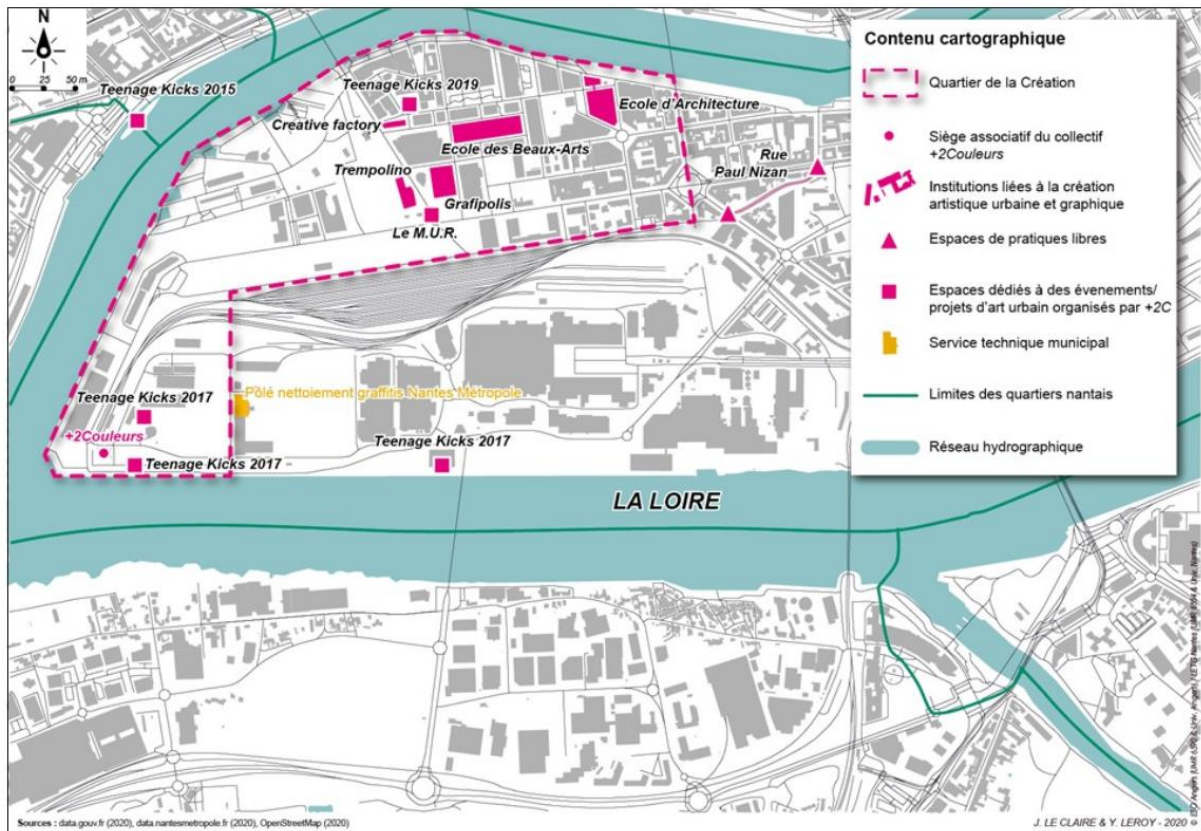 N
0 25 50 m
Teenage Kicks 2015
Teenage Kicks 2019
Creative factory
Ecole d'Architecture
Ecole des Beaux-Arts
Trempolino
Grafipolis
Le M.U.R.
Rue
Paul Nizan
Teenage Kicks 2017
+2Couleurs
Teenage Kicks 2017
Pôlé nettoiement graffitis Nantes Métropole
Teenage Kicks 2017
LA LOIRE
Contenu cartographique
Quartier de la Création
Siège associatif du collectif
+2Couleurs
Institutions liées à la création
artistique urbaine et graphique
Espaces de pratiques libres
Espaces dédiés à des évenements/
projets d'art urbain organisés par +2C
Service technique municipal
Limites des quartiers nantais
Réseau hydrographique
Sources : data.gouv.fr (2020), data.nantesmetropole.fr (2020), OpenStreetMap (2020)
J. LE CLAIRE & Y. LEROY - 2020